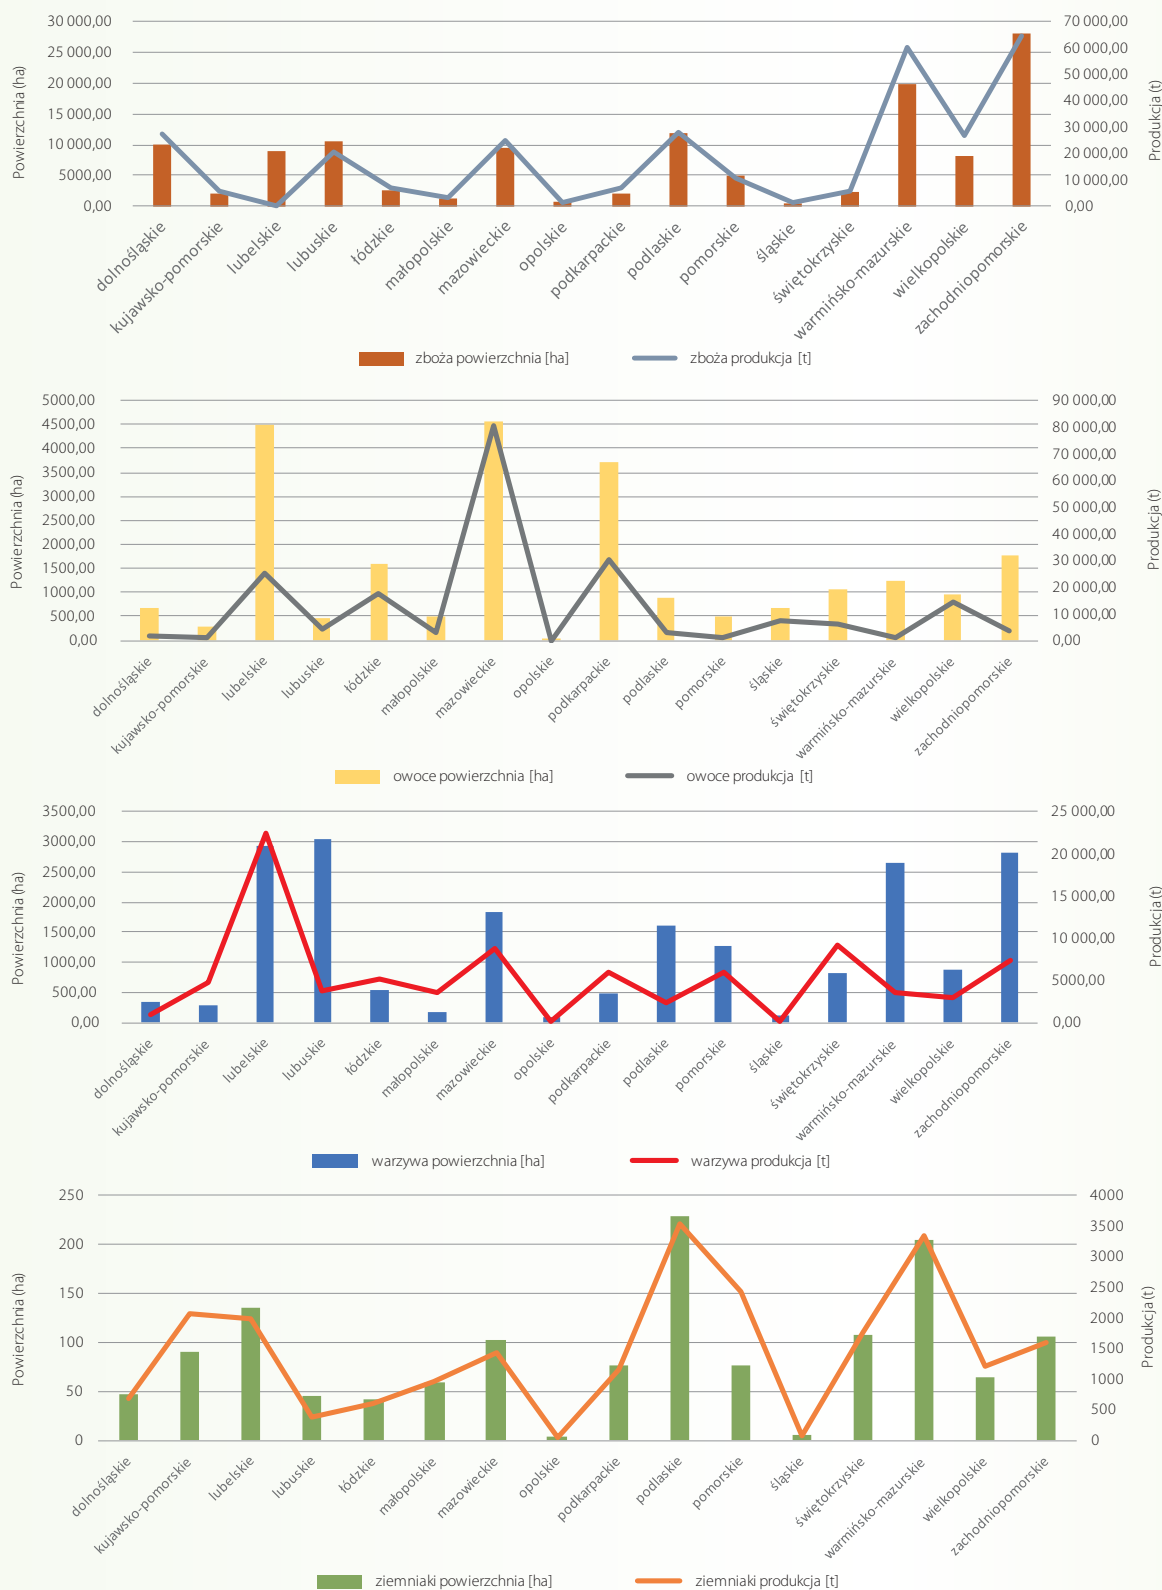 30 000,00
25 000,00
20 000,00
15 000,00
10 000,00
5000,00
0,00
Powierzchnia (ha)
70 000,00
60 000,00
50 000,00
40 000,00
30 000,00
20 000,00
10 000,00
0,00
Produkcja (t)
dolnośląskie
kujawsko-pomorskie
lubelskie
lubuskie
łódzkie
małopolskie
mazowieckie
opolskie
podkarpackie
podlaskie
pomorskie
śląskie
świętokrzyskie
warmińsko-mazurskie
wielkopolskie
zachodniopomorskie
zboża powierzchnia [ha]
zboża produkcja [t]
5000,00
4500,00
4000,00
3500,00
3000,00
2500,00
2000,00
1500,00
1000,00
500,00
0,00
Powierzchnia (ha)
90 000,00
80 000,00
70 000,00
60 000,00
50 000,00
40 000,00
30 000,00
20 000,00
10 000,00
0,00
Produkcja (t)
dolnośląskie
kujawsko-pomorskie
lubelskie
lubuskie
łódzkie
małopolskie
mazowieckie
opolskie
podkarpackie
podlaskie
pomorskie
śląskie
świętokrzyskie
warmińsko-mazurskie
wielkopolskie
zachodniopomorskie
owoce powierzchnia [ha]
owoce produkcja [t]
3500,00
3000,00
2500,00
2000,00
1500,00
1000,00
500,00
0,00
Powierzchnia (ha)
25 000,00
20 000,00
15 000,00
10 000,00
5000,00
0,00
Produkcja (t)
dolnośląskie
kujawsko-pomorskie
lubelskie
lubuskie
łódzkie
małopolskie
mazowieckie
opolskie
podkarpackie
podlaskie
pomorskie
śląskie
świętokrzyskie
warmińsko-mazurskie
wielkopolskie
zachodniopomorskie
warzywa powierzchnia [ha]
warzywa produkcja [t]
250
200
150
100
50
0
Powierzchnia (ha)
4000
3500
3000
2500
2000
1500
1000
500
0
Produkcja (t)
dolnośląskie
kujawsko-pomorskie
lubelskie
lubuskie
łódzkie
małopolskie
mazowieckie
opolskie
podkarpackie
podlaskie
pomorskie
śląskie
świętokrzyskie
warmińsko-mazurskie
wielkopolskie
zachodniopomorskie
ziemniaki powierzchnia [ha]
ziemniaki produkcja [t]